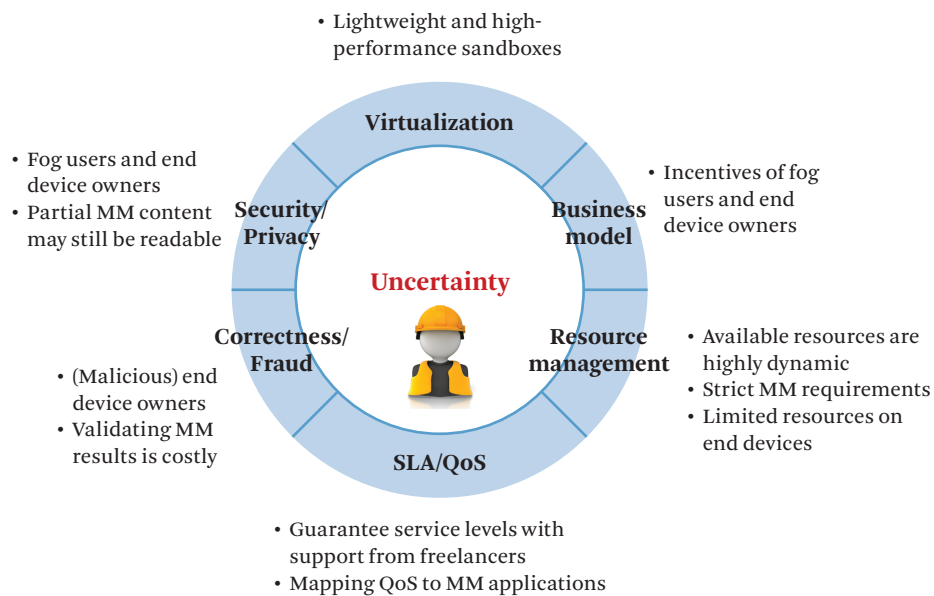 • Lightweight and high-
performance sandboxes
Virtualization
• Fog users and end
device owners
• Partial MM content
may still be readable
Security/
Privacy
Business
model
• Incentives of fog
users and end
device owners
Uncertainty
Correctness/
Fraud
• (Malicious) end
device owners
• Validating MM
results is costly
Resource
management
• Available resources are
highly dynamic
• Strict MM requirements
• Limited resources on
end devices
SLA/QoS
• Guarantee service levels with
support from freelancers
• Mapping QoS to MM applications